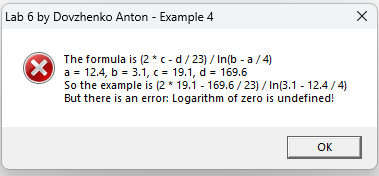 Lab 6 by Dovzhenko Anton - Example 4
The formula is (2 * c - d / 23) / ln(b - a / 4)
a = 12.4, b = 3.1, c = 19.1, d = 169.6
So the example is (2 * 19.1 - 169.6 / 23) / ln(3.1 - 12.4 / 4)
But there is an error: Logarithm of zero is undefined!
OK